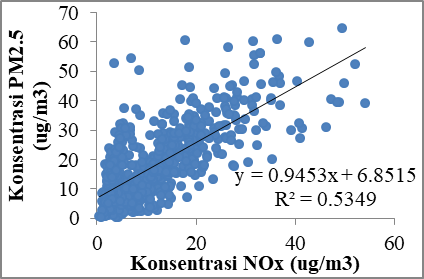 Konsentrasi PM2.5
(ug/m3)
70
60
50
40
30
20
10
0
y = 0.9453x + 6.8515
R² = 0.5349
0 20 40 60
Konsentrasi NOx (ug/m3)